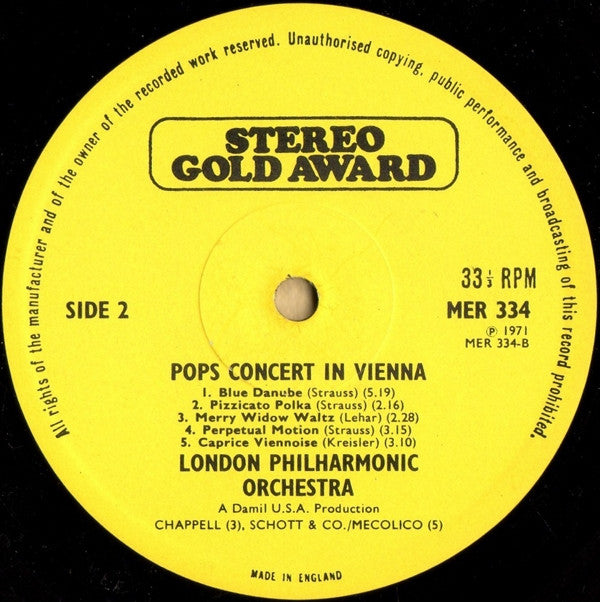 All rights of the manufacturer and of the owner of the recorded work reserved. Unauthorised copying, public performance and broadcasting of this record prohibited.
STEREO
GOLD AWARD
33 1/3 RPM
SIDE 2
MER 334
Ⓟ 1971
MER 334-B
POPS CONCERT IN VIENNA
1. Blue Danube (Strauss) (5.19)
2. Pizzicato Polka (Strauss) (2.16)
3. Merry Widow Waltz (Lehar) (2.28)
4. Perpetual Motion (Strauss) (3.15)
5. Caprice Viennoise (Kreisler) (3.10)
LONDON PHILHARMONIC
ORCHESTRA
A Damil U.S.A. Production
CHAPPELL (3), SCHOTT & CO./MECOLICO (5)
MADE IN ENGLAND